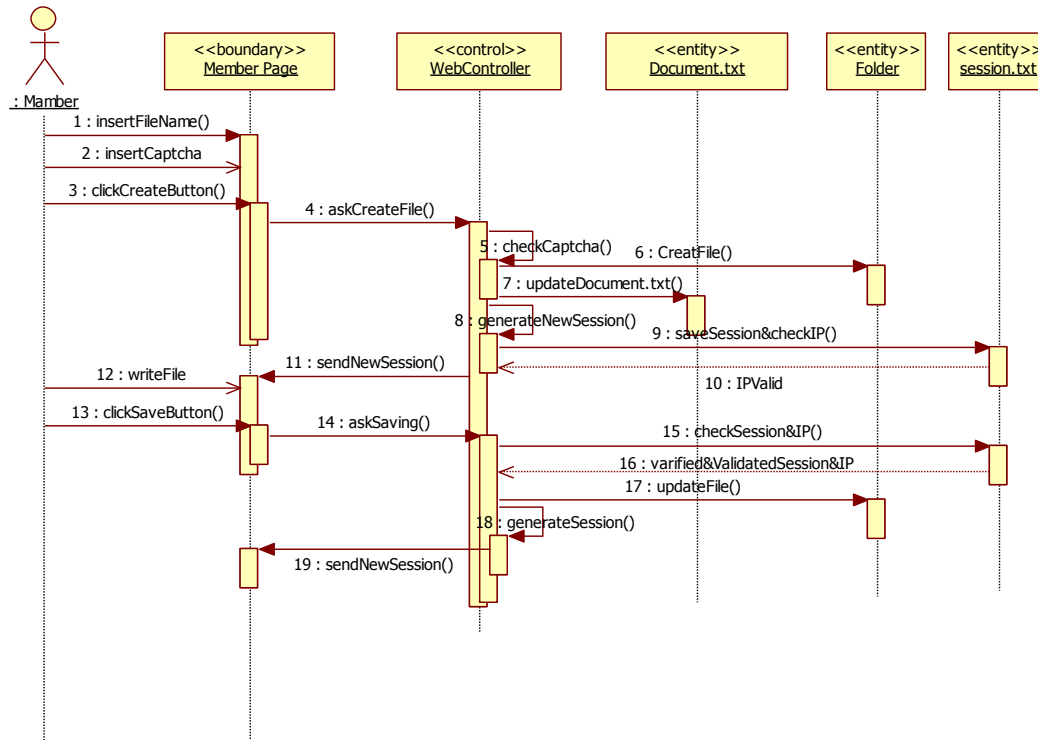 <<boundary>>
Member Page
<<control>>
WebController
<<entity>>
Document.txt
<<entity>>
Folder
<<entity>>
session.txt
: Mamber
1 : insertFileName()
2 : insertCaptcha
3 : clickCreateButton()
4 : askCreateFile()
5 : checkCaptcha()
6 : CreatFile()
7 : updateDocument.txt()
8 : generateNewSession()
9 : saveSession&checkIP()
10 : IPValid
11 : sendNewSession()
12 : writeFile
13 : clickSaveButton()
14 : askSaving()
15 : checkSession&IP()
16 : varified&ValidatedSession&IP
17 : updateFile()
18 : generateSession()
19 : sendNewSession()